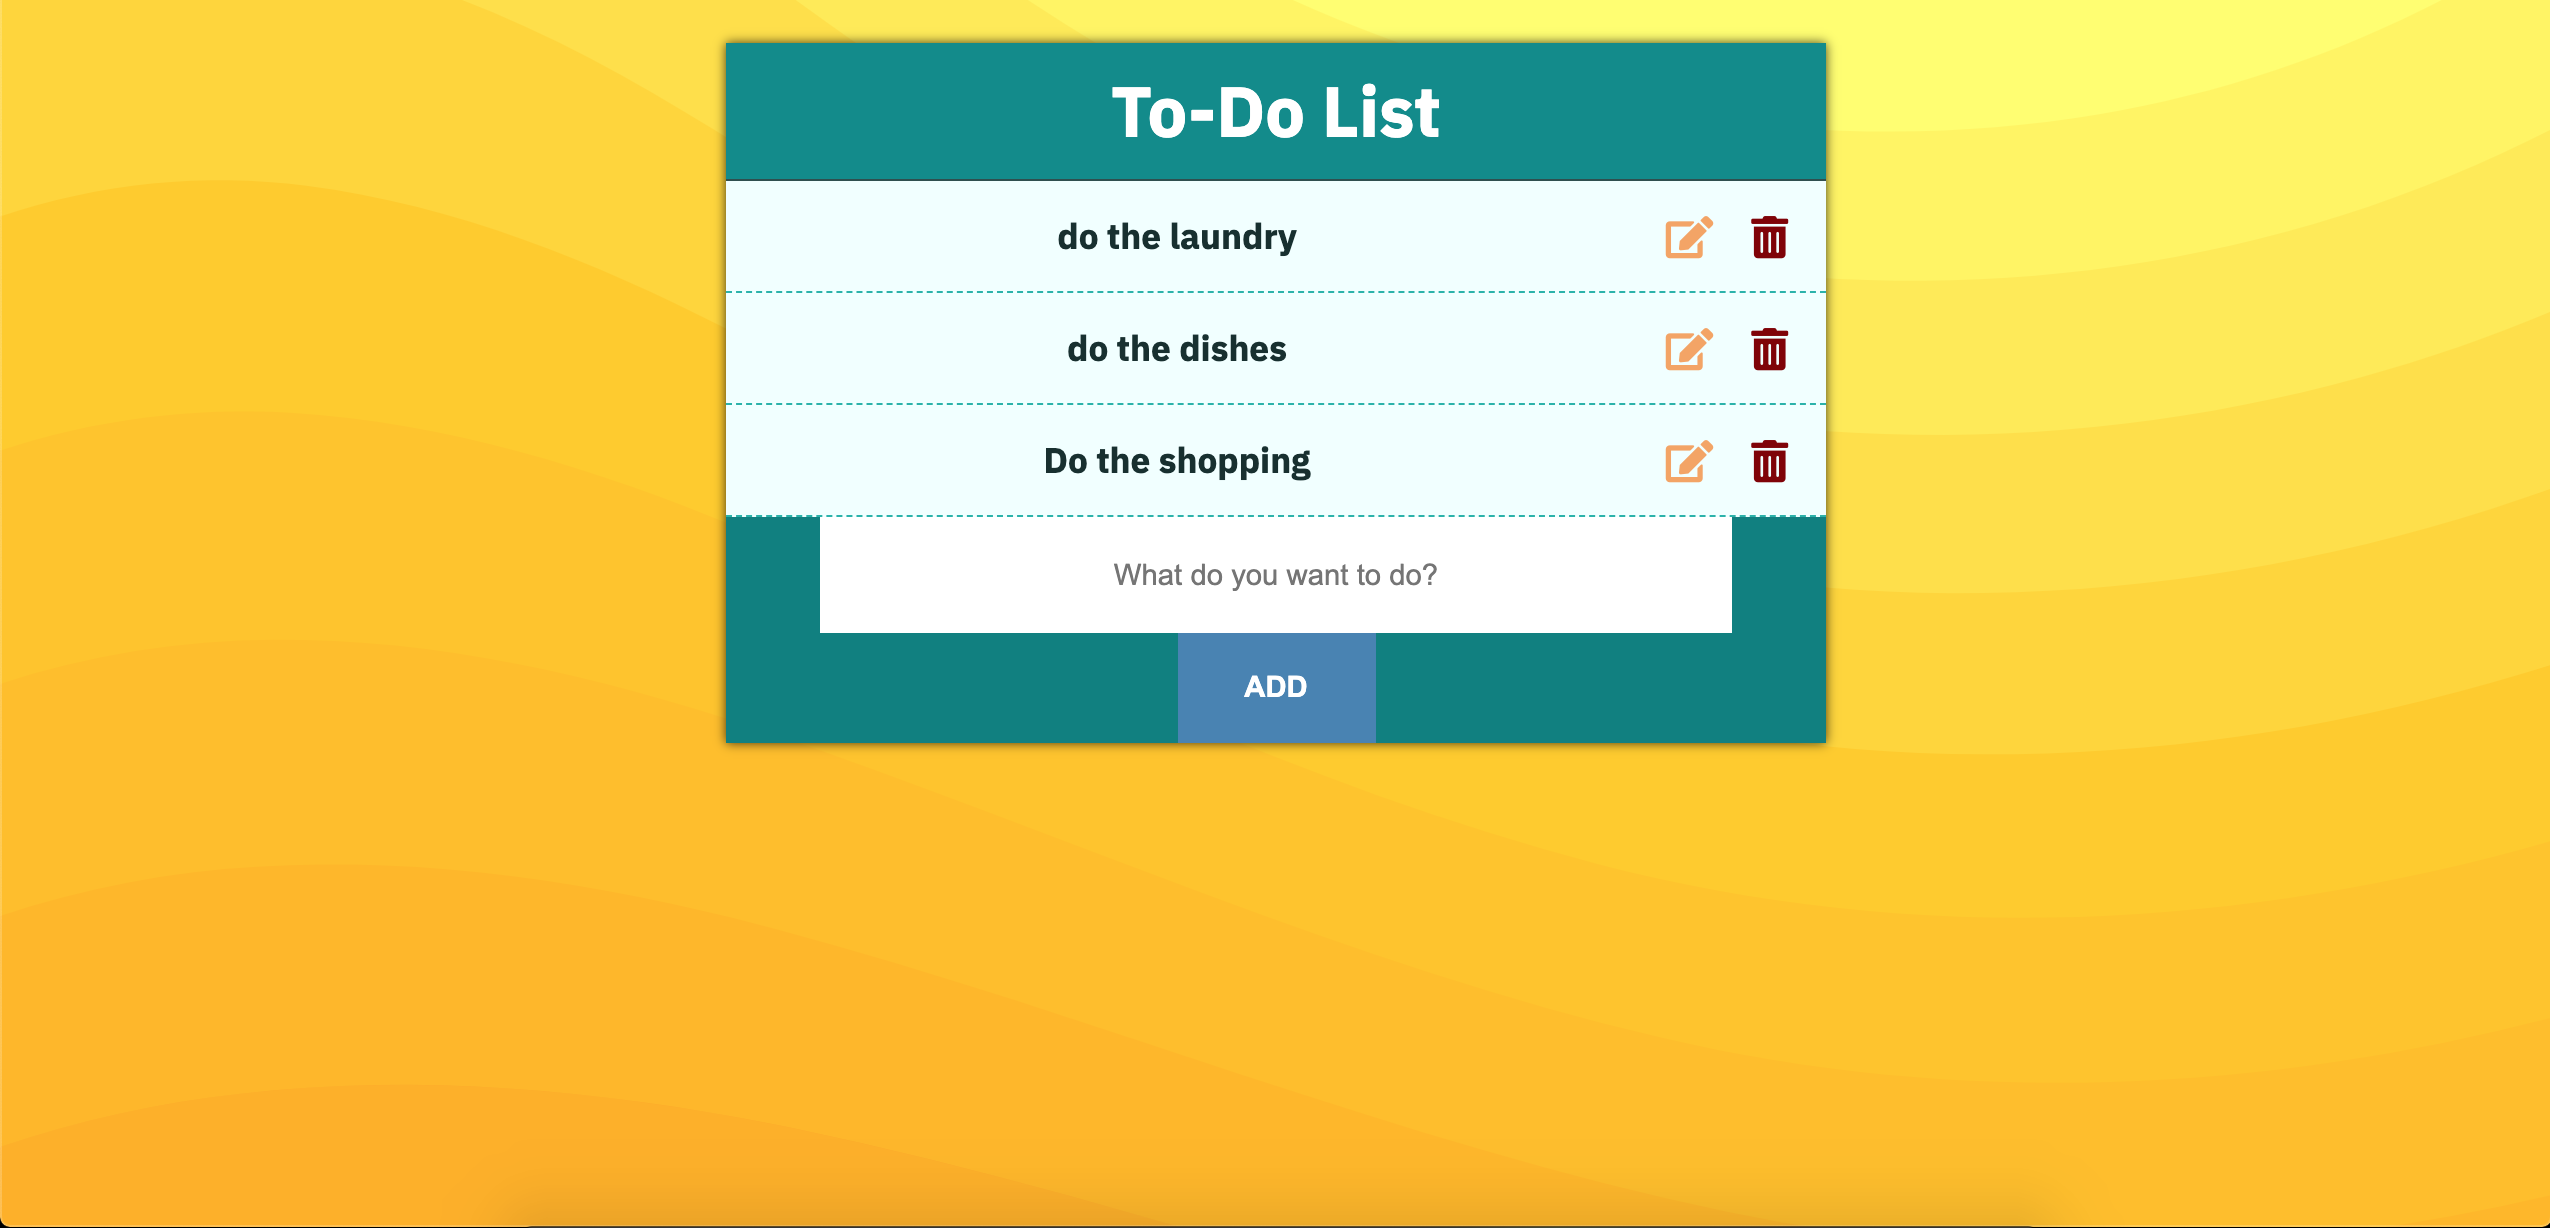 To-Do List
do the laundry
do the dishes
Do the shopping
What do you want to do?
ADD